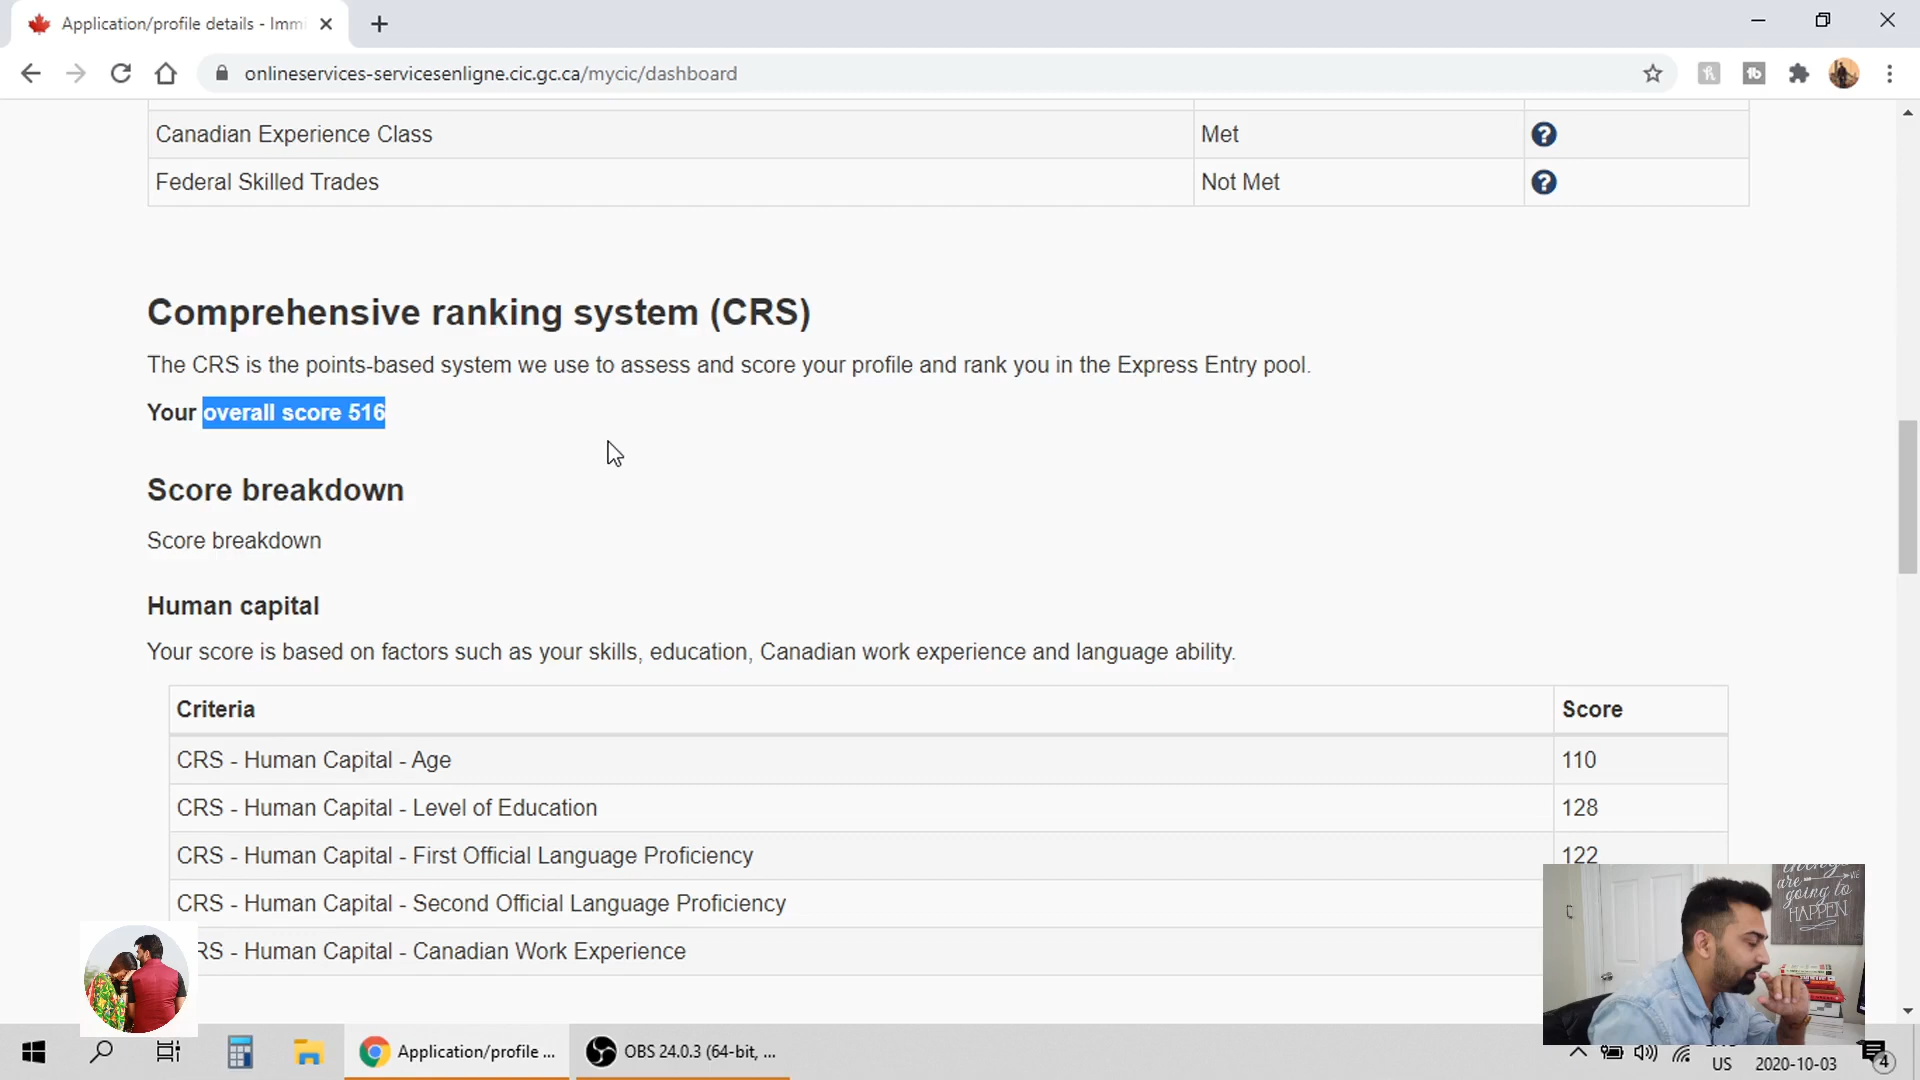 Application/profile details - Immi
onlineservices-servicesenligne.cic.gc.ca/mycic/dashboard
Canadian Experience Class Met ?
Federal Skilled Trades Not Met ?
Comprehensive ranking system (CRS)
The CRS is the points-based system we use to assess and score your profile and rank you in the Express Entry pool.
Your overall score 516
Score breakdown
Score breakdown
Human capital
Your score is based on factors such as your skills, education, Canadian work experience and language ability.
Criteria Score
CRS - Human Capital - Age 110
CRS - Human Capital - Level of Education 128
CRS - Human Capital - First Official Language Proficiency 122
CRS - Human Capital - Second Official Language Proficiency
RS - Human Capital - Canadian Work Experience
things
are
going to
HAPPEN
Application/profile ...
OBS 24.0.3 (64-bit, ...
US
2020-10-03
4